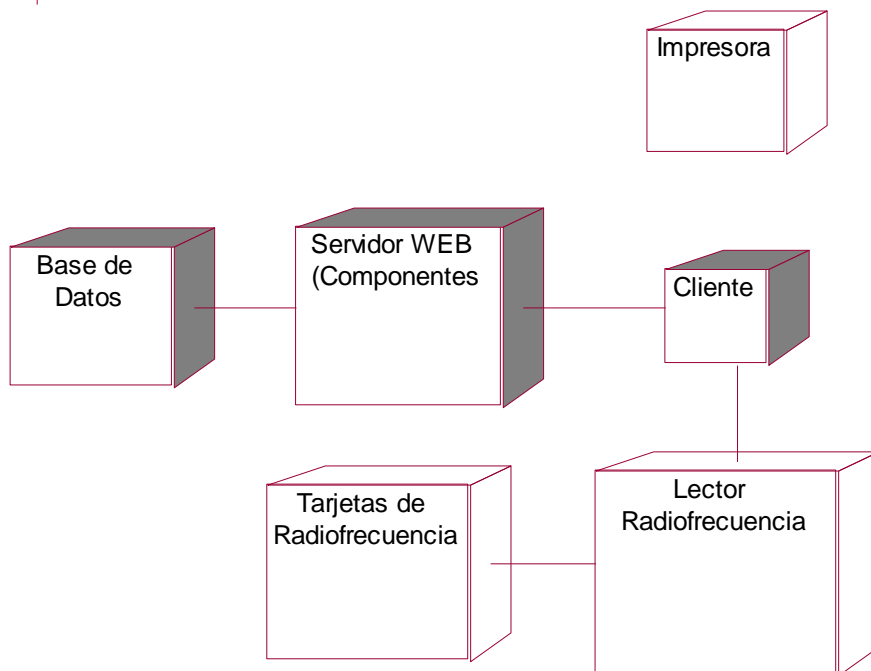 Impresora
Base de
Datos
Servidor WEB
(Componentes
Cliente
Tarjetas de
Radiofrecuencia
Lector
Radiofrecuencia